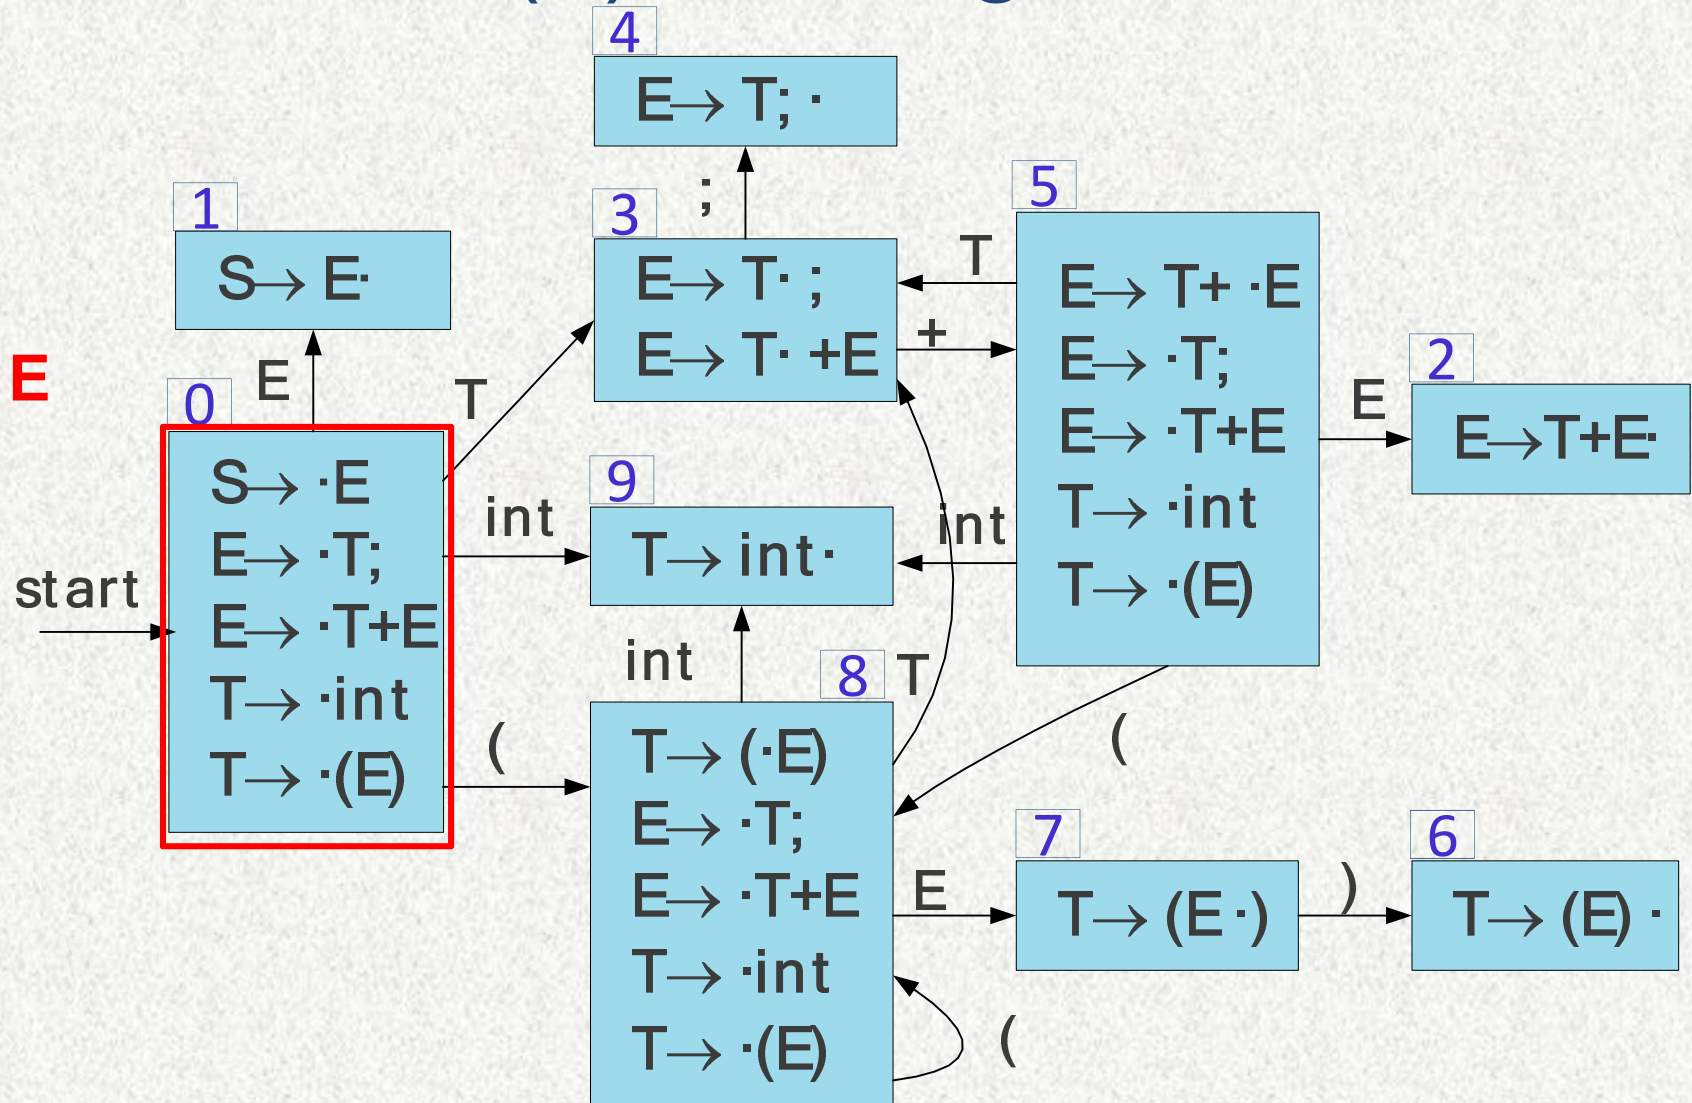 4
E→ T; ·
;
1
S→ E·
3
E→ T· ;
E→ T· +E
5
E→ T+ ·E
E→ ·T;
E→ ·T+E
T→ ·int
T→ ·(E)
T
+
E
E
T
0
S→ ·E
E→ ·T;
E→ ·T+E
T→ ·int
T→ ·(E)
start
int
9
T→ int·
int
E
2
E→T+E·
int
(
8
T
T→ (·E)
E→ ·T;
E→ ·T+E
T→ ·int
T→ ·(E)
(
E
7
T→ (E·)
)
6
T→ (E) ·
(